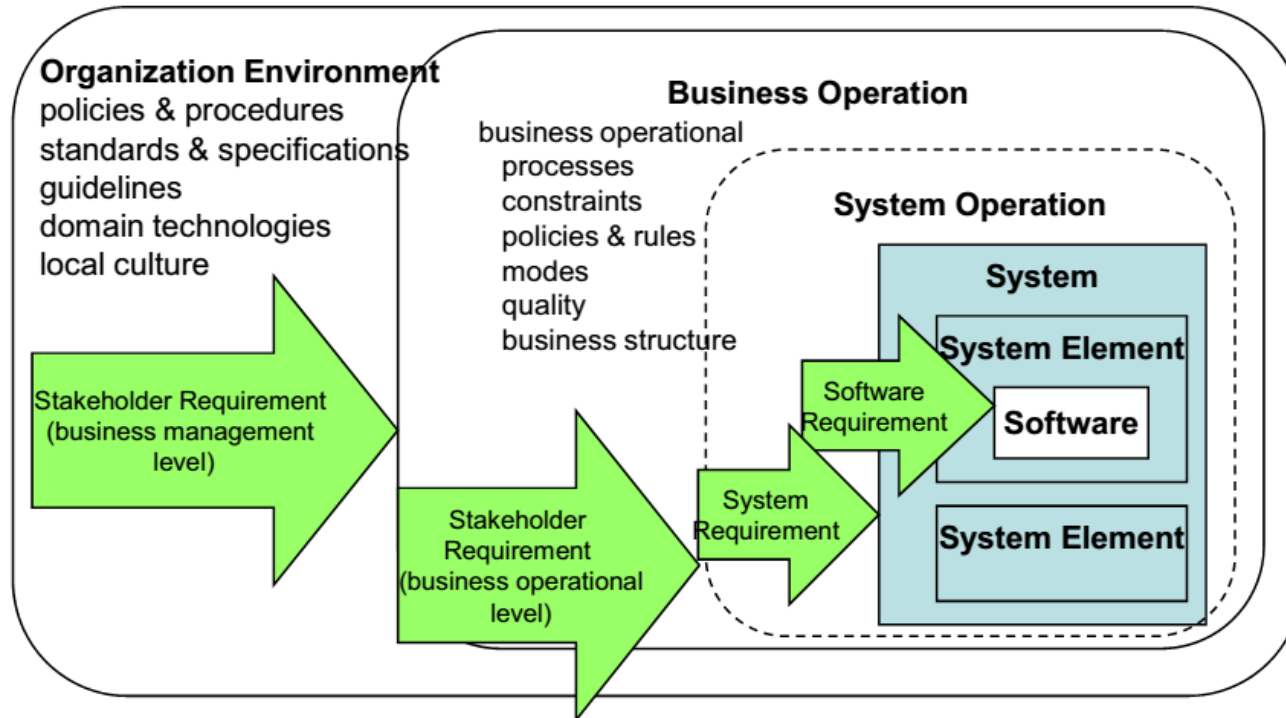 Organization Environment
policies & procedures
standards & specifications
guidelines
domain technologies
local culture
Business Operation
business operational
processes
constraints
policies & rules
modes
quality
business structure
System Operation
System
System Element
Software
System Element
Stakeholder Requirement
(business management
level)
Stakeholder
Requirement
(business operational
level)
System
Requirement
Software
Requirement